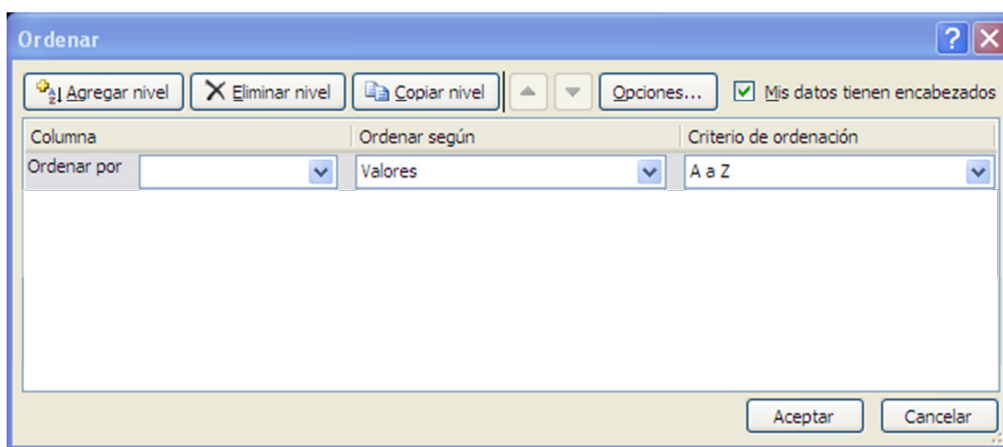 Ordenar
Agregar nivel Eliminar nivel Copiar nivel Opciones... Mis datos tienen encabezados
Columna Ordenar según Criterio de ordenación
Ordenar por Valores A a Z
Aceptar Cancelar